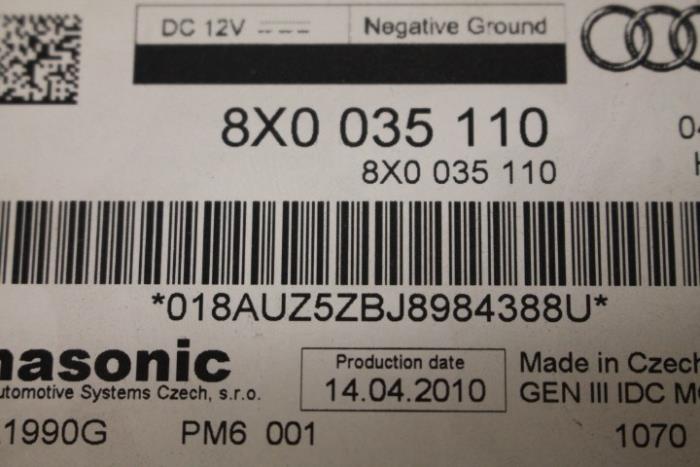 DC 12V Negative Ground
8X0 035 110
04
8X0 035 110
H
*018AUZ5ZBJ8984388U*
nasonic
utomotive Systems Czech, s.r.o.
Production date
14.04.2010
Made in Czech
GEN III IDC M
1990G PM6 001 1070